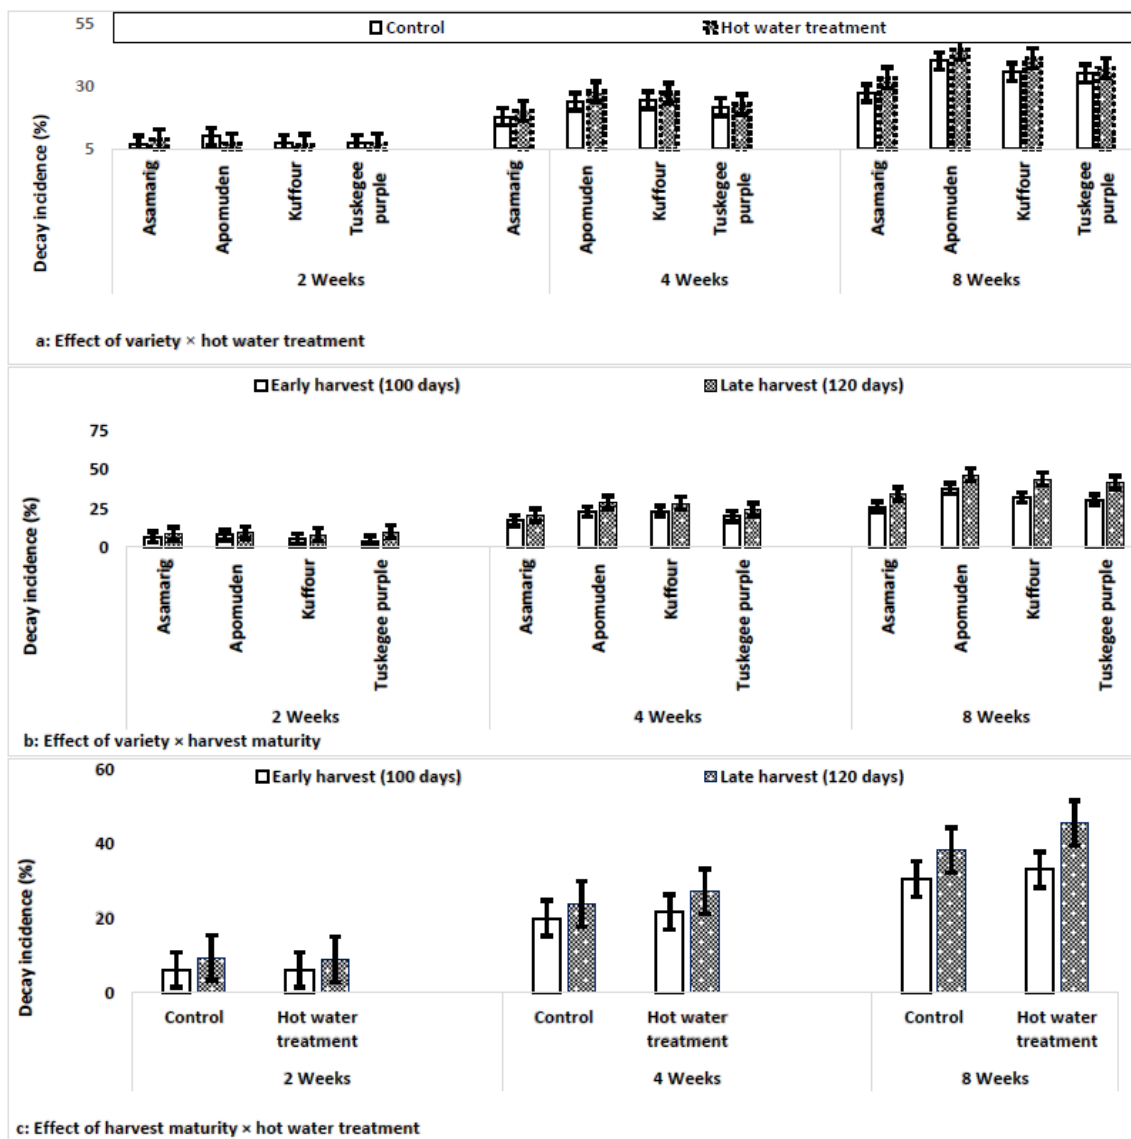 55
Control Hot water treatment
30
5
Decay incidence (%)
Asamarig Apomuden Kuffour Tuskegee purple Asamarig Apomuden Kuffour Tuskegee purple Asamarig Apomuden Kuffour Tuskegee purple
2 Weeks 4 Weeks 8 Weeks
a: Effect of variety × hot water treatment
Early harvest (100 days) Late harvest (120 days)
75
50
25
0
Decay incidence (%)
Asamarig Apomuden Kuffour Tuskegee purple Asamarig Apomuden Kuffour Tuskegee purple Asamarig Apomuden Kuffour Tuskegee purple
2 Weeks 4 Weeks 8 Weeks
b: Effect of variety × harvest maturity
60
Early harvest (100 days) Late harvest (120 days)
40
20
0
Decay incidence (%)
Control Hot water Control Hot water Control Hot water
treatment treatment treatment
2 Weeks 4 Weeks 8 Weeks
c: Effect of harvest maturity × hot water treatment